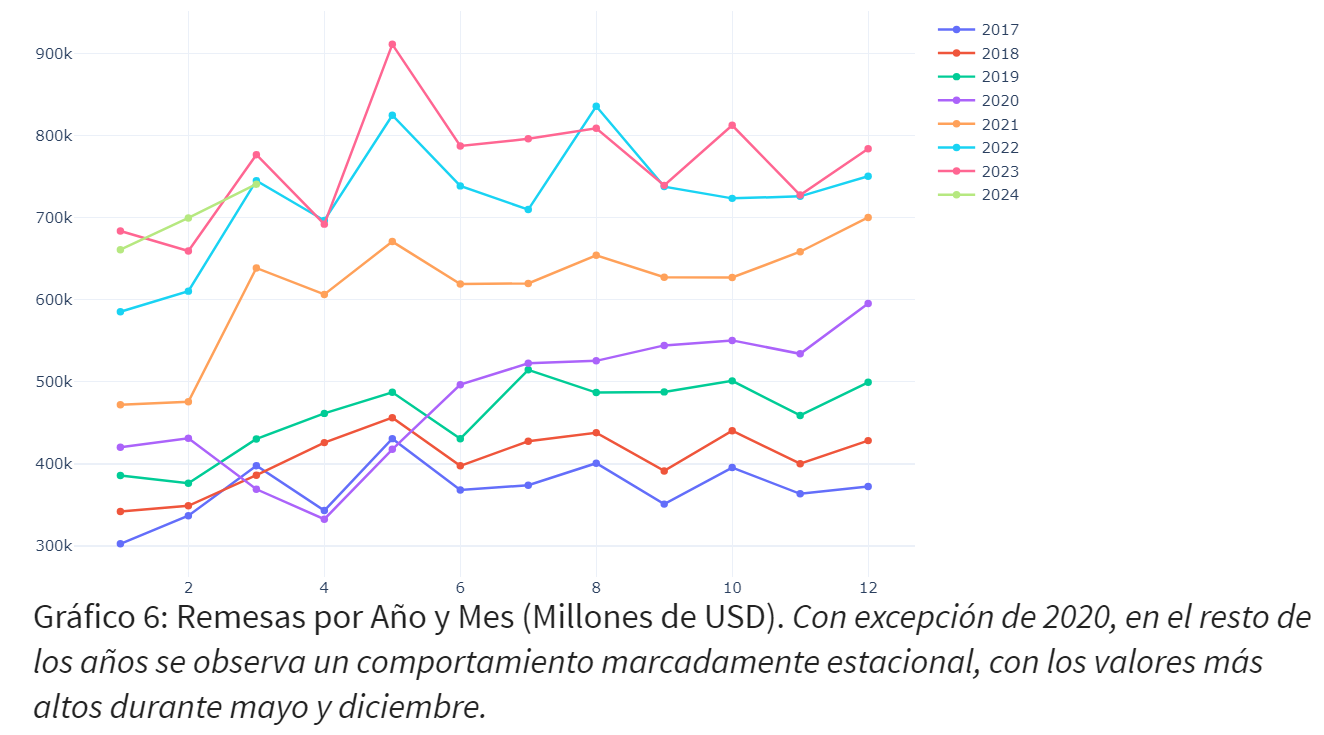 900k
800k
700k
600k
500k
400k
300k
2
4
6
8
10
12
2017
2018
2019
2020
2021
2022
2023
2024
Gráfico 6: Remesas por Año y Mes (Millones de USD). Con excepción de 2020, en el resto de
los años se observa un comportamiento marcadamente estacional, con los valores más
altos durante mayo y diciembre.